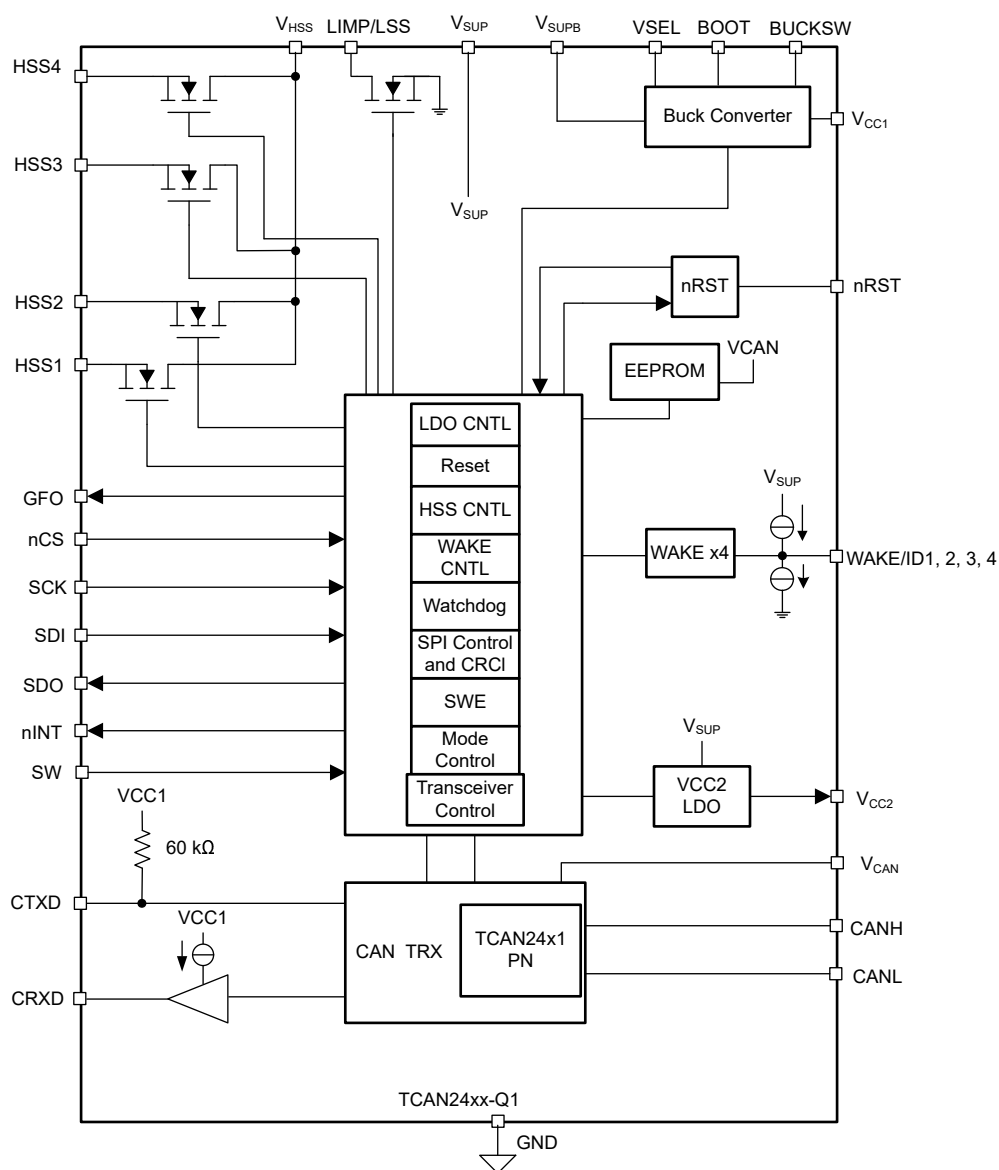 VHSS
LIMP/LSS
VSUP
VSUPB
VSEL
BOOT
BUCKSW
HSS4
Buck Converter
VCC1
HSS3
VSUP
nRST
nRST
HSS2
VCAN
HSS1
EEPROM
LDO CNTL
Reset
GFO
HSS CNTL
VSUP
nCS
WAKE
CNTL
WAKE x4
WAKE/ID1, 2, 3, 4
SCK
Watchdog
SDI
SPI Control
and CRCI
SDO
SWE
nINT
Mode
Control
VSUP
SW
Transceiver
Control
VCC2
LDO
VCC2
VCC1
60 kΩ
VCAN
CTXD
VCC1
CAN TRX
TCAN24x1
PN
CANH
CANL
CRXD
TCAN24xx-Q1
GND